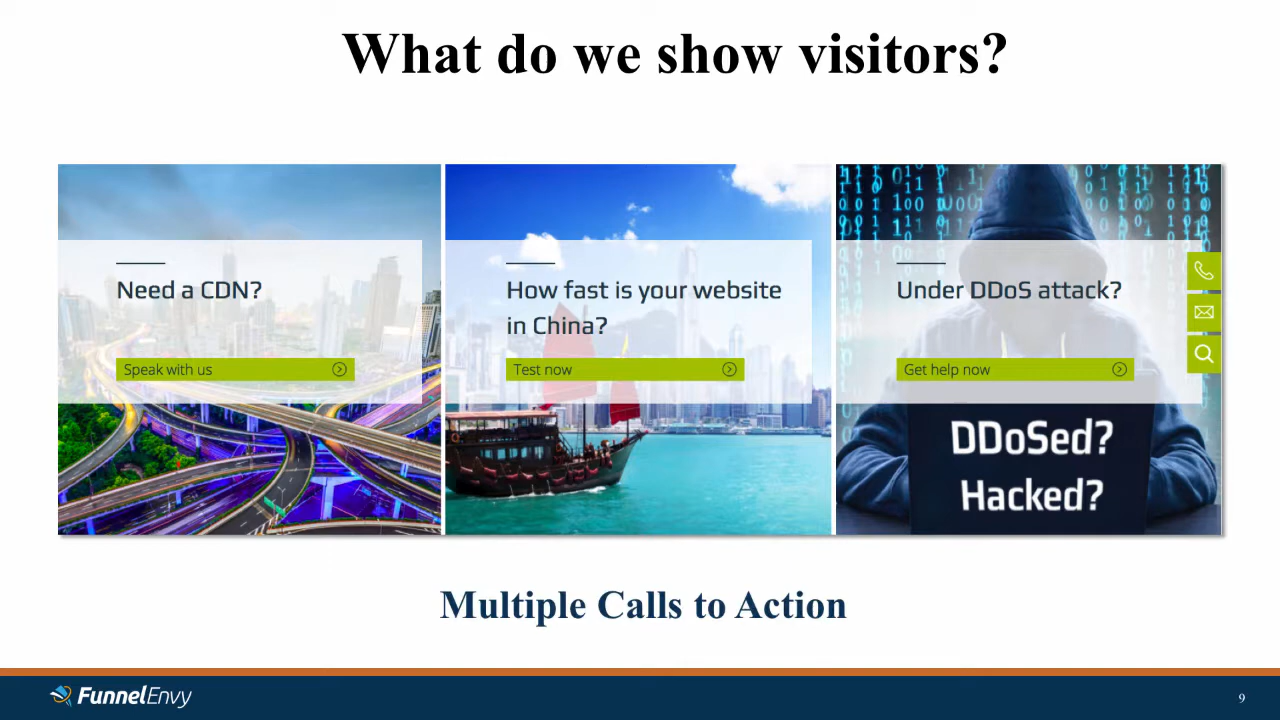 What do we show visitors?
Need a CDN?
Speak with us
How fast is your website
in China?
Test now
Under DDoS attack?
Get help now
DDoSed?
Hacked?
Multiple Calls to Action
FunnelEnvy
9